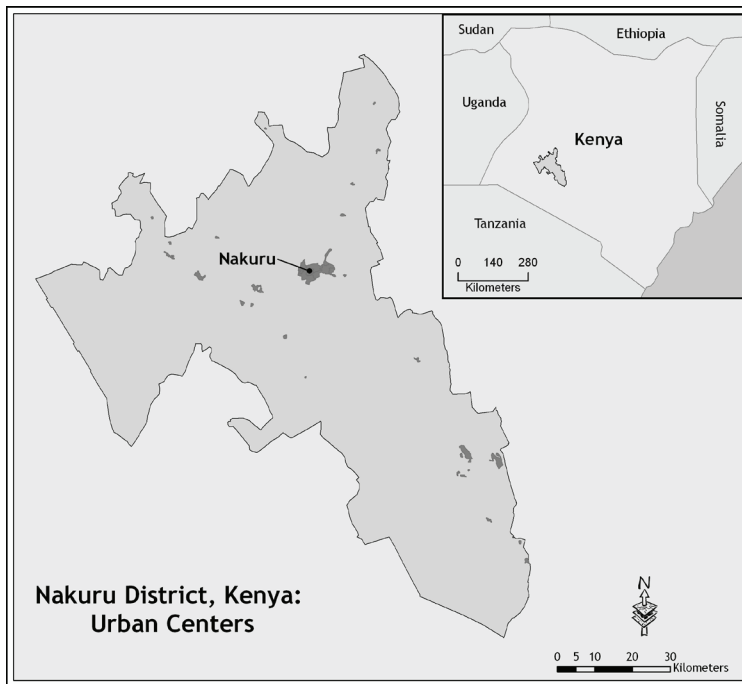 Sudan
Ethiopia
Uganda
Somalia
Kenya
Tanzania
0 140 280
Kilometers
Nakuru
Nakuru District, Kenya:
Urban Centers
N
0 5 10 20 30
Kilometers